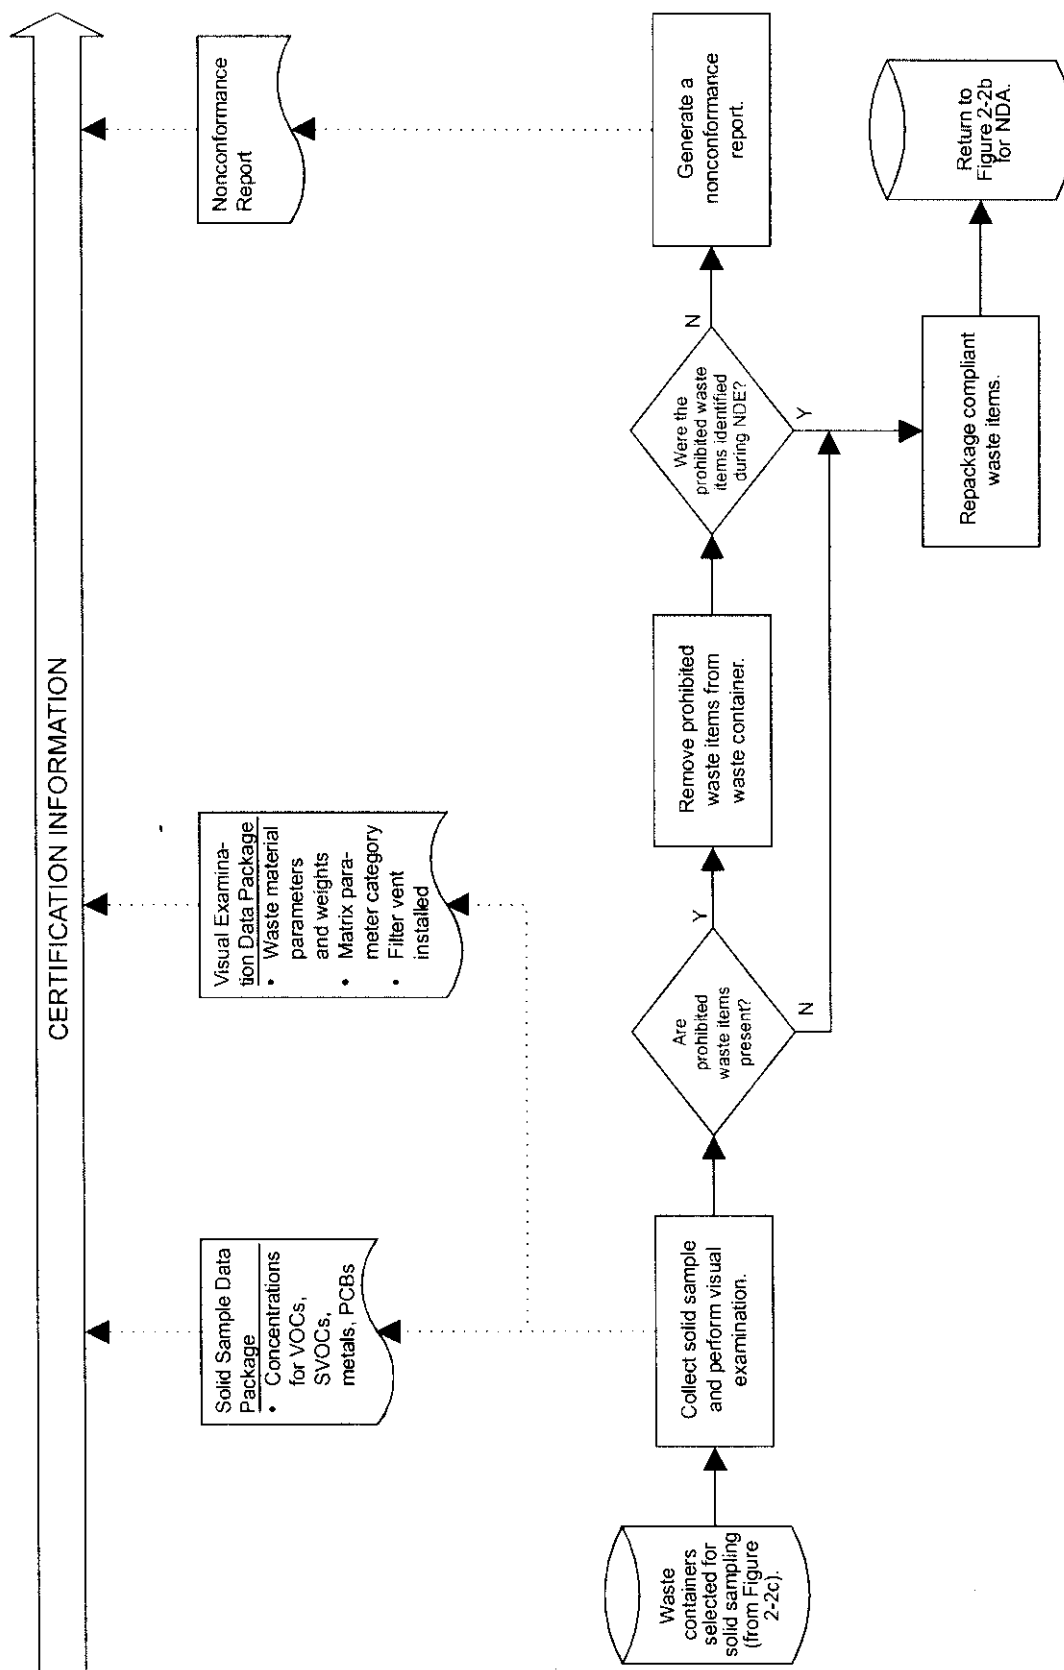 CERTIFICATION INFORMATION
Solid Sample Data
Package
• Concentrations
for VOCs,
SVOCs,
metals, PCBs
Visual Examina-
tion Data Package
• Waste material
parameters
and weights
• Matrix para-
meter category
• Filter vent
installed
Nonconformance
Report
Waste
containers
selected for
solid sampling
(from Figure
2-2c).
Collect solid sample
and perform visual
examination.
Are
prohibited
waste items
present?
Y
N
Remove prohibited
waste items from
waste container.
Were the
prohibited waste
items identified
during NDE?
N
Y
Generate a
nonconformance
report.
Repackage compliant
waste items.
Return to
Figure 2-2b
for NDA.